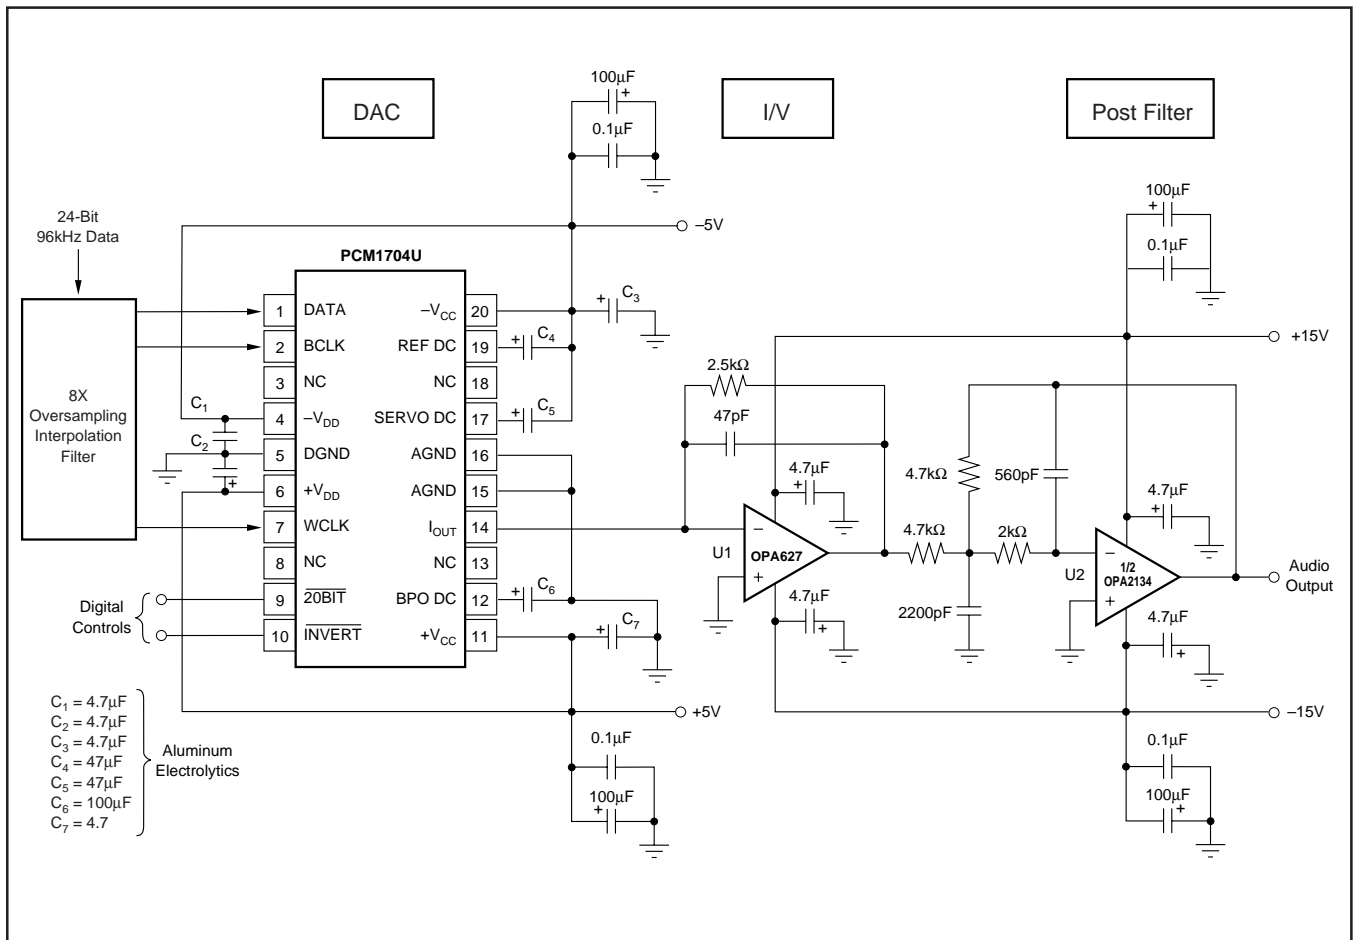 DAC
I/V
Post Filter
100μF
+
0.1μF
–5V
24-Bit
96kHz Data
8X
Oversampling
Interpolation
Filter
PCM1704U
1 DATA
2 BCLK
3 NC
4 –VDD
5 DGND
6 +VDD
7 WCLK
8 NC
9 20BIT
10 INVERT
–VCC 20
REF DC 19
NC 18
SERVO DC 17
AGND 16
AGND 15
IOUT 14
NC 13
BPO DC 12
+VCC 11
C1
C2
+
+ C3
+ C4
+ C5
+ C6
+ C7
Digital
Controls
+5V
0.1μF
100μF
+
C1 = 4.7μF
C2 = 4.7μF
C3 = 4.7μF
C4 = 47μF
C5 = 47μF
C6 = 100μF
C7 = 4.7
Aluminum
Electrolytics
2.5kΩ
47pF
4.7μF
+
U1
–
OPA627
+
4.7μF
+
4.7kΩ
4.7kΩ
2kΩ
560pF
2200pF
100μF
+
0.1μF
+15V
4.7μF
+
U2
–
1/2
OPA2134
+
4.7μF
+
Audio
Output
–15V
0.1μF
100μF
+